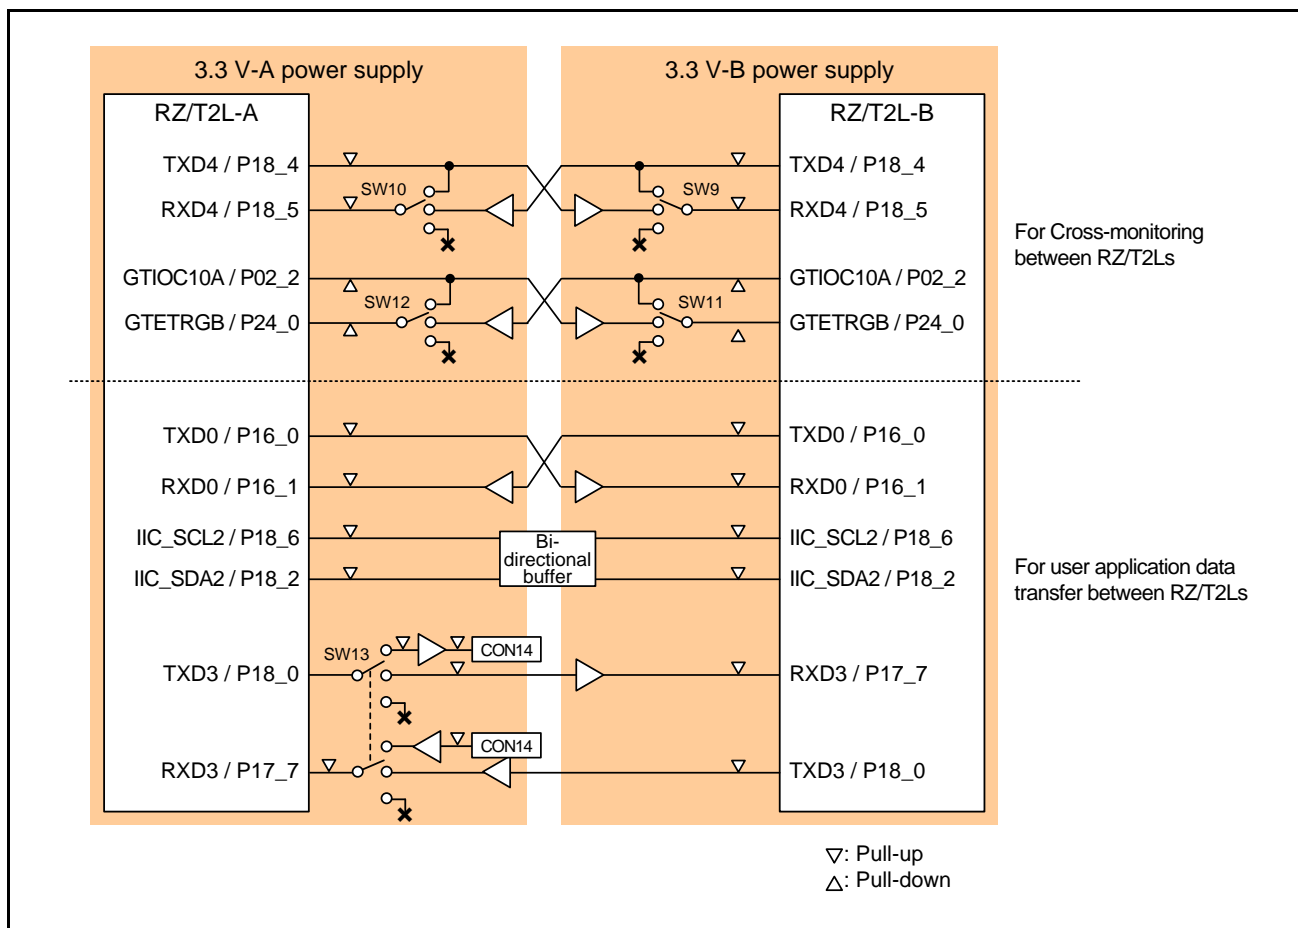 3.3 V-A power supply
3.3 V-B power supply
RZ/T2L-A
RZ/T2L-B
TXD4 / P18_4
TXD4 / P18_4
SW10
SW9
RXD4 / P18_5
RXD4 / P18_5
For Cross-monitoring
between RZ/T2Ls
GTIOC10A / P02_2
GTIOC10A / P02_2
SW12
SW11
GTETRGB / P24_0
GTETRGB / P24_0
TXD0 / P16_0
TXD0 / P16_0
RXD0 / P16_1
RXD0 / P16_1
IIC_SCL2 / P18_6
Bi-
directional
buffer
IIC_SCL2 / P18_6
IIC_SDA2 / P18_2
IIC_SDA2 / P18_2
For user application data
transfer between RZ/T2Ls
SW13
CON14
TXD3 / P18_0
RXD3 / P17_7
CON14
RXD3 / P17_7
TXD3 / P18_0
▽: Pull-up
△: Pull-down